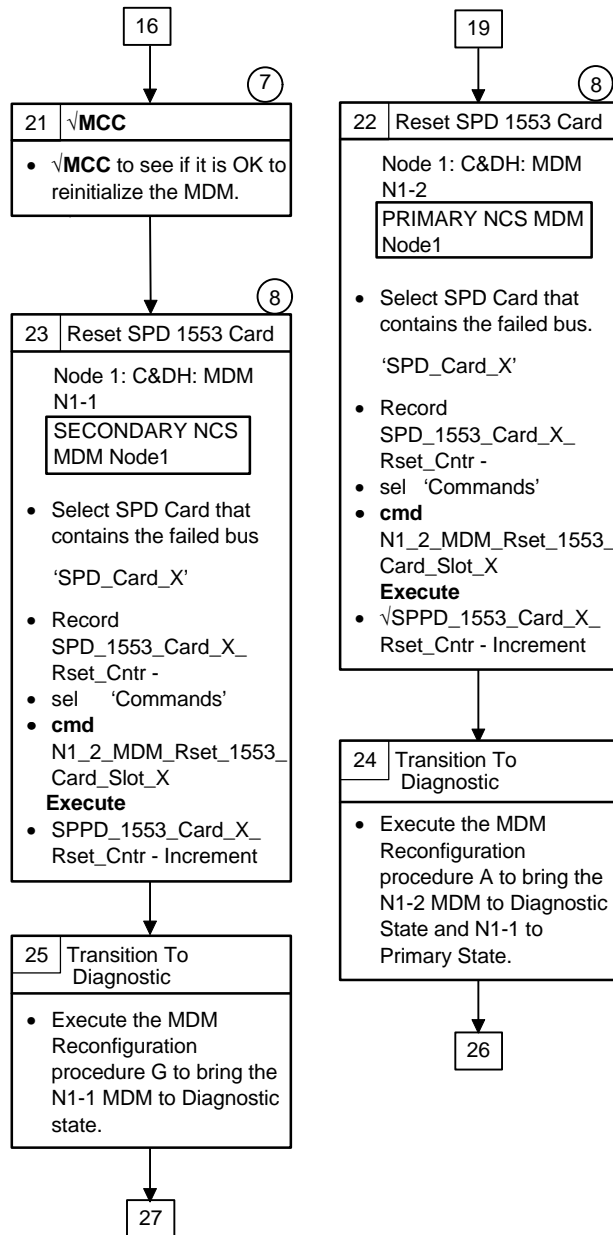 16
7
21 √MCC
• √MCC to see if it is OK to
reinitialize the MDM.
8
23 Reset SPD 1553 Card
Node 1: C&DH: MDM
N1-1
SECONDARY NCS
MDM Node1
• Select SPD Card that
contains the failed bus
‘SPD_Card_X’
• Record
SPD_1553_Card_X_
Rset_Cntr -
• sel ‘Commands’
• cmd
N1_2_MDM_Rset_1553_
Card_Slot_X
Execute
• SPPD_1553_Card_X_
Rset_Cntr - Increment
25 Transition To
Diagnostic
• Execute the MDM
Reconfiguration
procedure G to bring the
N1-1 MDM to Diagnostic
state.
27
19
8
22 Reset SPD 1553 Card
Node 1: C&DH: MDM
N1-2
PRIMARY NCS MDM
Node1
• Select SPD Card that
contains the failed bus.
‘SPD_Card_X’
• Record
SPD_1553_Card_X_
Rset_Cntr -
• sel ‘Commands’
• cmd
N1_2_MDM_Rset_1553_
Card_Slot_X
Execute
• √SPPD_1553_Card_X_
Rset_Cntr - Increment
24 Transition To
Diagnostic
• Execute the MDM
Reconfiguration
procedure A to bring the
N1-2 MDM to Diagnostic
State and N1-1 to
Primary State.
26